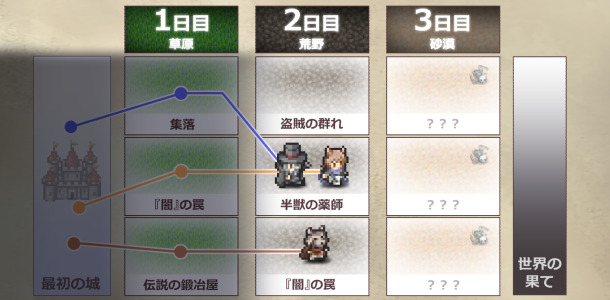 1日目
草原
2日目
荒野
3日目
砂漠
集落
盗賊の群れ
？？？
『闇』の罠
半獣の薬師
？？？
最初の城
伝説の鍛冶屋
『闇』の罠
？？？
世界の
果て